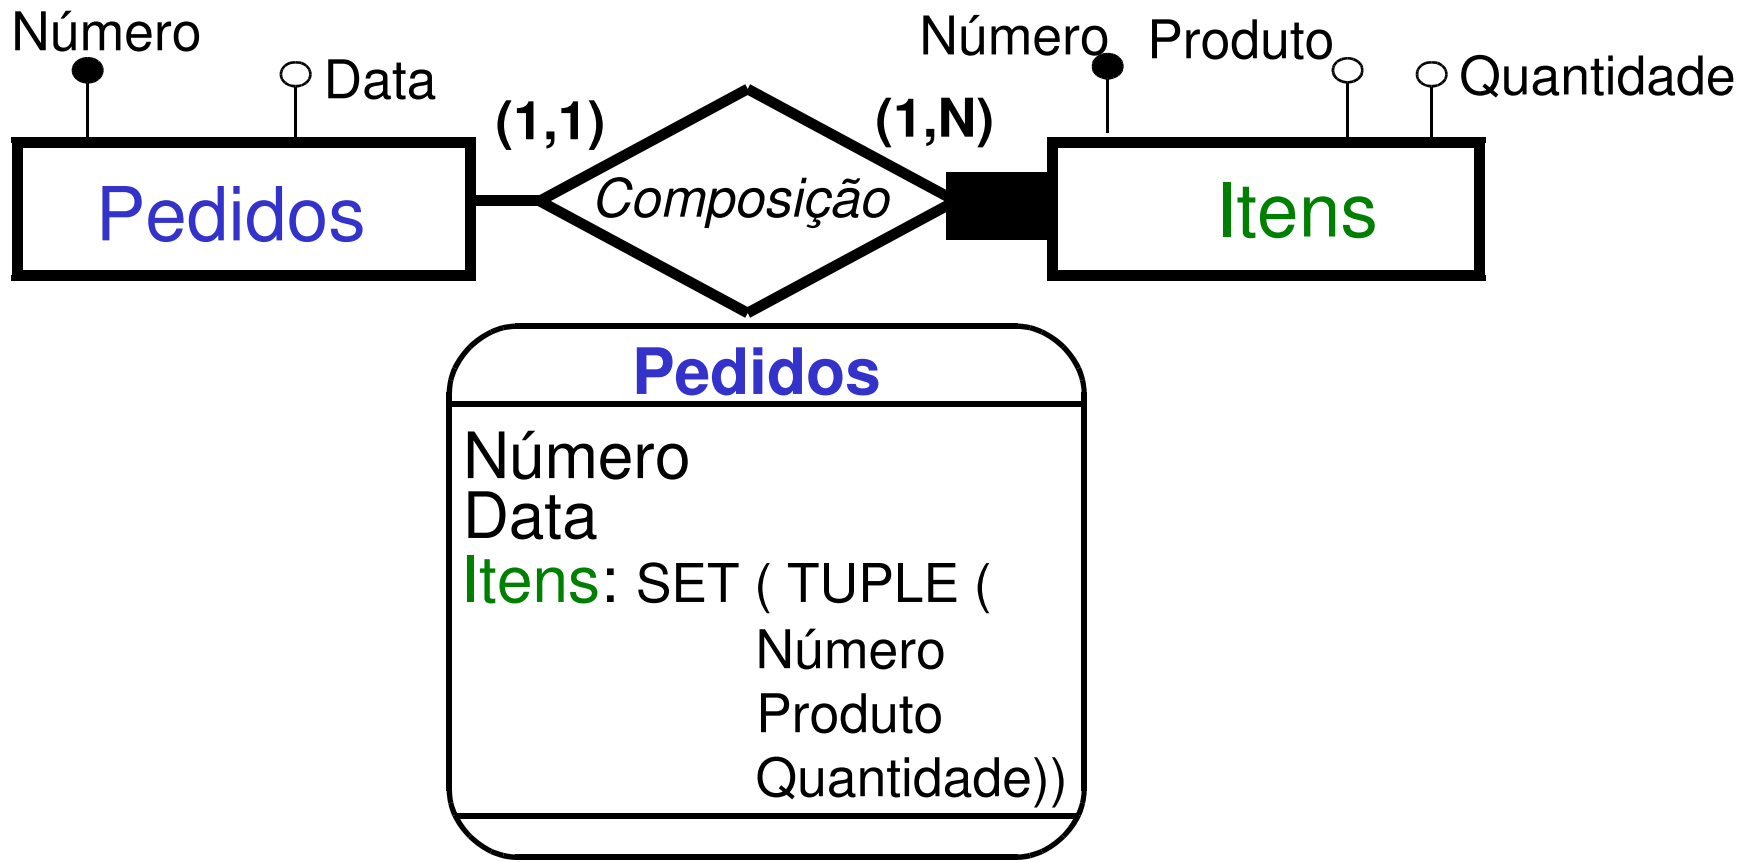 Número
Data
(1,1)
Composição
(1,N)
Número
Produto
Quantidade
Pedidos
Itens
Pedidos
Número
Data
Itens: SET ( TUPLE (
Número
Produto
Quantidade))